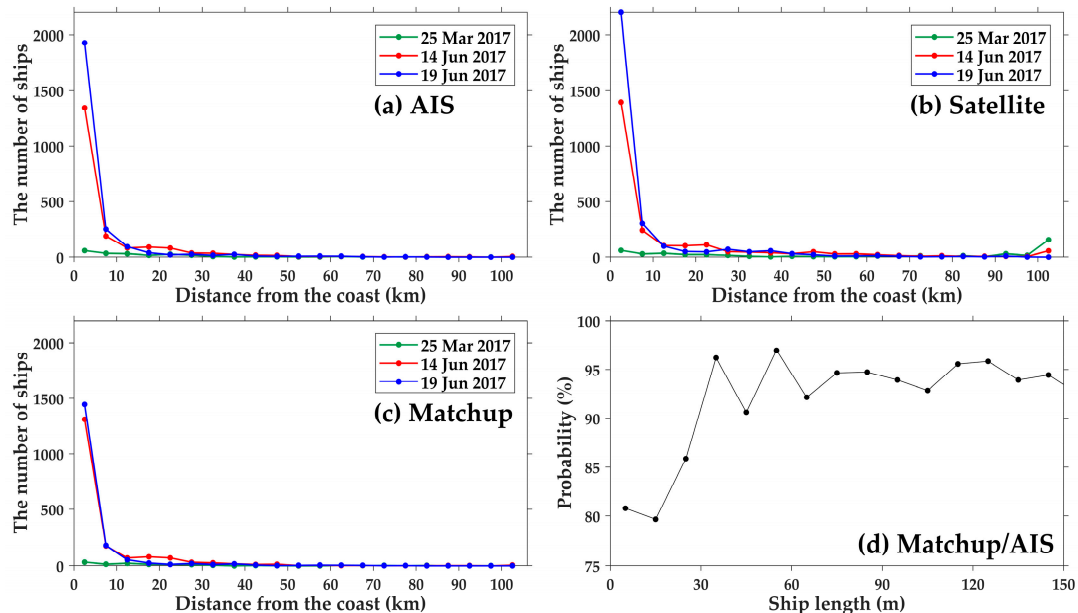 2000
1500
1000
500
0
The number of ships
25 Mar 2017
14 Jun 2017
19 Jun 2017
(a) AIS
0 10 20 30 40 50 60 70 80 90 100
Distance from the coast (km)
2000
1500
1000
500
0
The number of ships
25 Mar 2017
14 Jun 2017
19 Jun 2017
(b) Satellite
0 10 20 30 40 50 60 70 80 90 100
Distance from the coast (km)
2000
1500
1000
500
0
The number of ships
25 Mar 2017
14 Jun 2017
19 Jun 2017
(c) Matchup
0 10 20 30 40 50 60 70 80 90 100
Distance from the coast (km)
100
95
90
85
80
75
Probability (%)
(d) Matchup/AIS
0 30 60 90 120 150
Ship length (m)